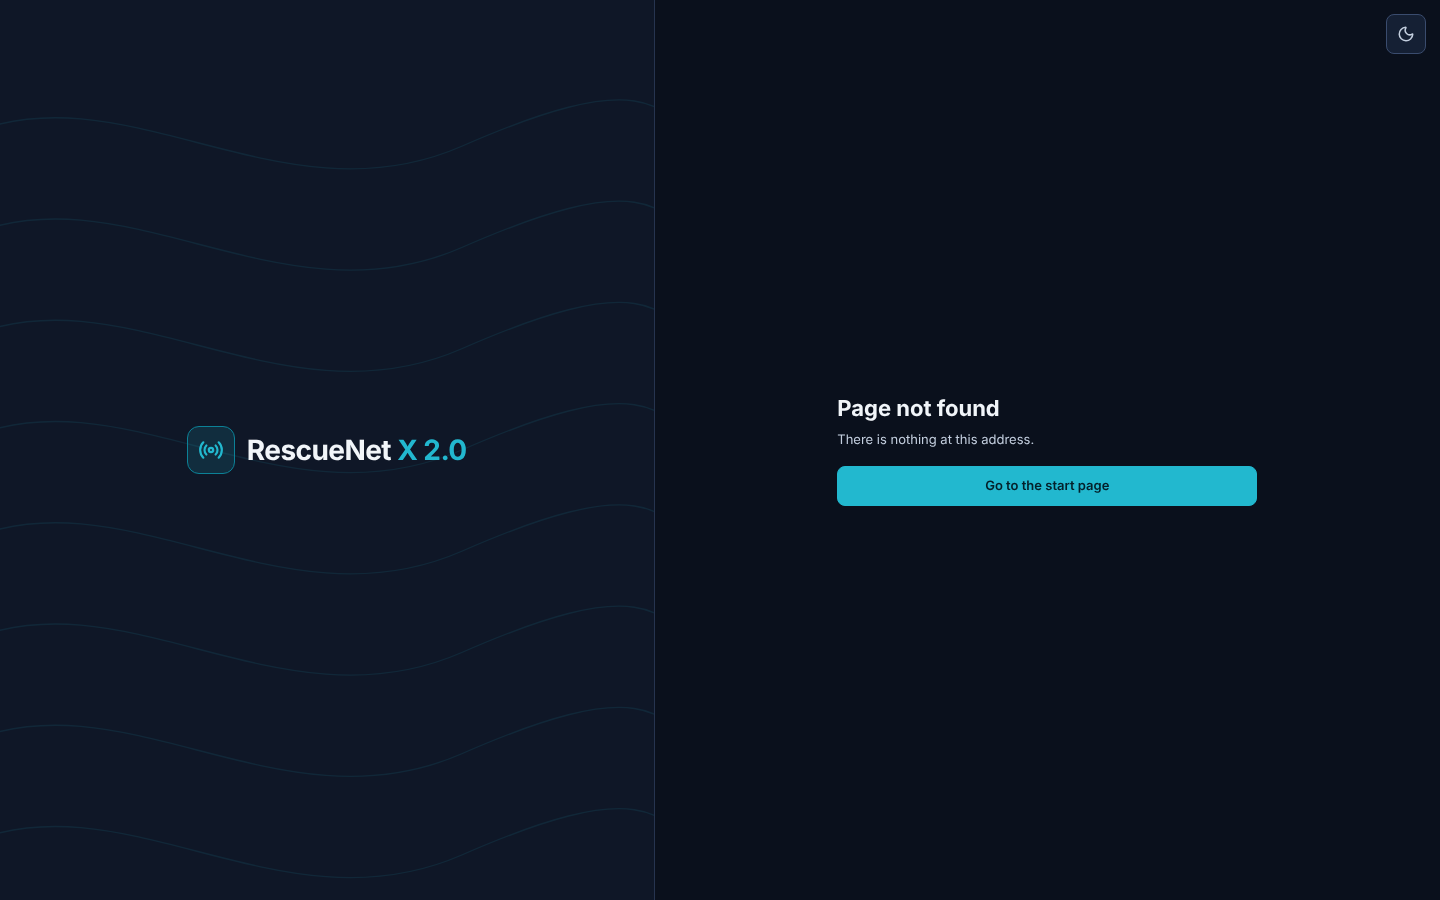 RescueNet X 2.0
Page not found
There is nothing at this address.
Go to the start page